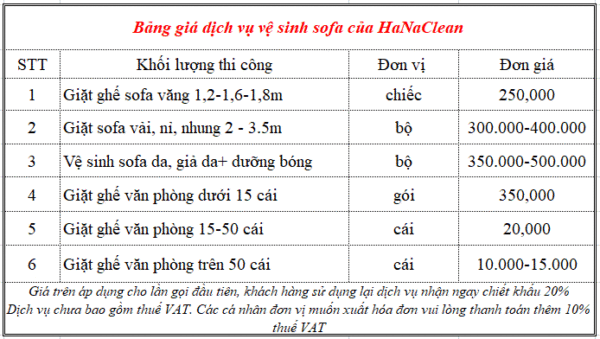 Bảng giá dịch vụ vệ sinh sofa của HaNaClean
STT Khối lượng thi công Đơn vị Đơn giá
1 Giặt ghế sofa văng 1,2-1,6-1,8m chiếc 250,000
2 Giặt sofa vải, nỉ, nhung 2 - 3.5m bộ 300.000-400.000
3 Vệ sinh sofa da, giả da+ dưỡng bóng bộ 350.000-500.000
4 Giặt ghế văn phòng dưới 15 cái gói 350,000
5 Giặt ghế văn phòng 15-50 cái cái 20,000
6 Giặt ghế văn phòng trên 50 cái cái 10.000-15.000
Giá trên áp dụng cho lần gọi đầu tiên, khách hàng sử dụng lại dịch vụ nhận ngay chiết khấu 20%
Dịch vụ chưa bao gồm thuế VAT. Các cá nhân đơn vị muốn xuất hóa đơn vui lòng thanh toán thêm 10%
thuế VAT